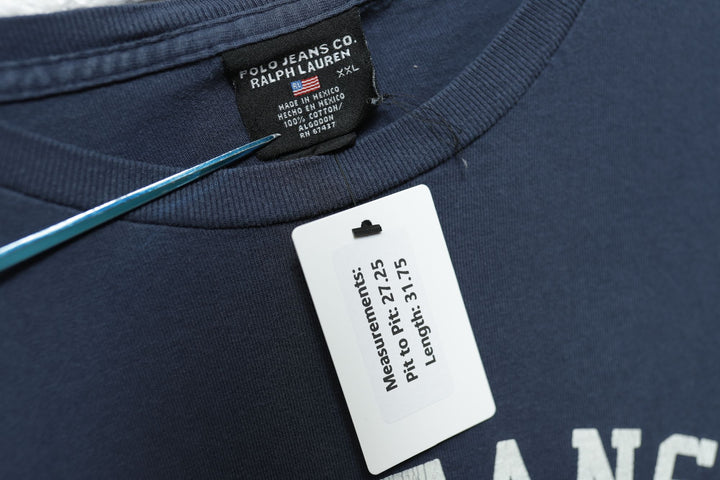 POLO JEANS CO.
RALPH LAUREN
XXL
MADE IN MEXICO
HECHO EN MEXICO
100% COTTON/
ALGODON
RN 67427
Measurements:
Pit to Pit: 27.25
Length: 31.75